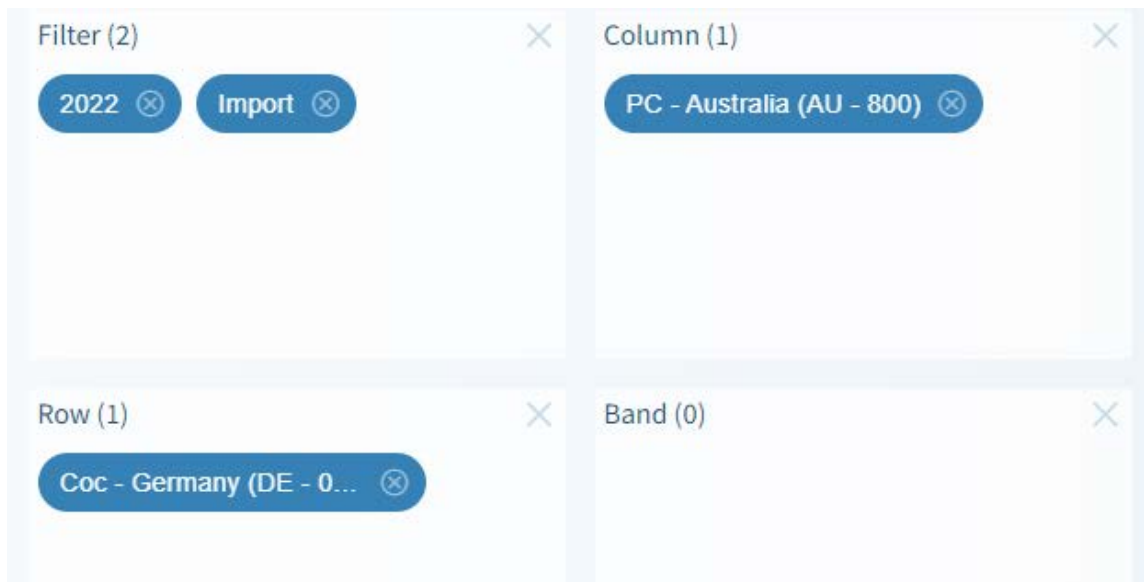 Filter (2)
2022
Import
Column (1)
PC - Australia (AU - 800)
Row (1)
Coc - Germany (DE - 0...
Band (0)